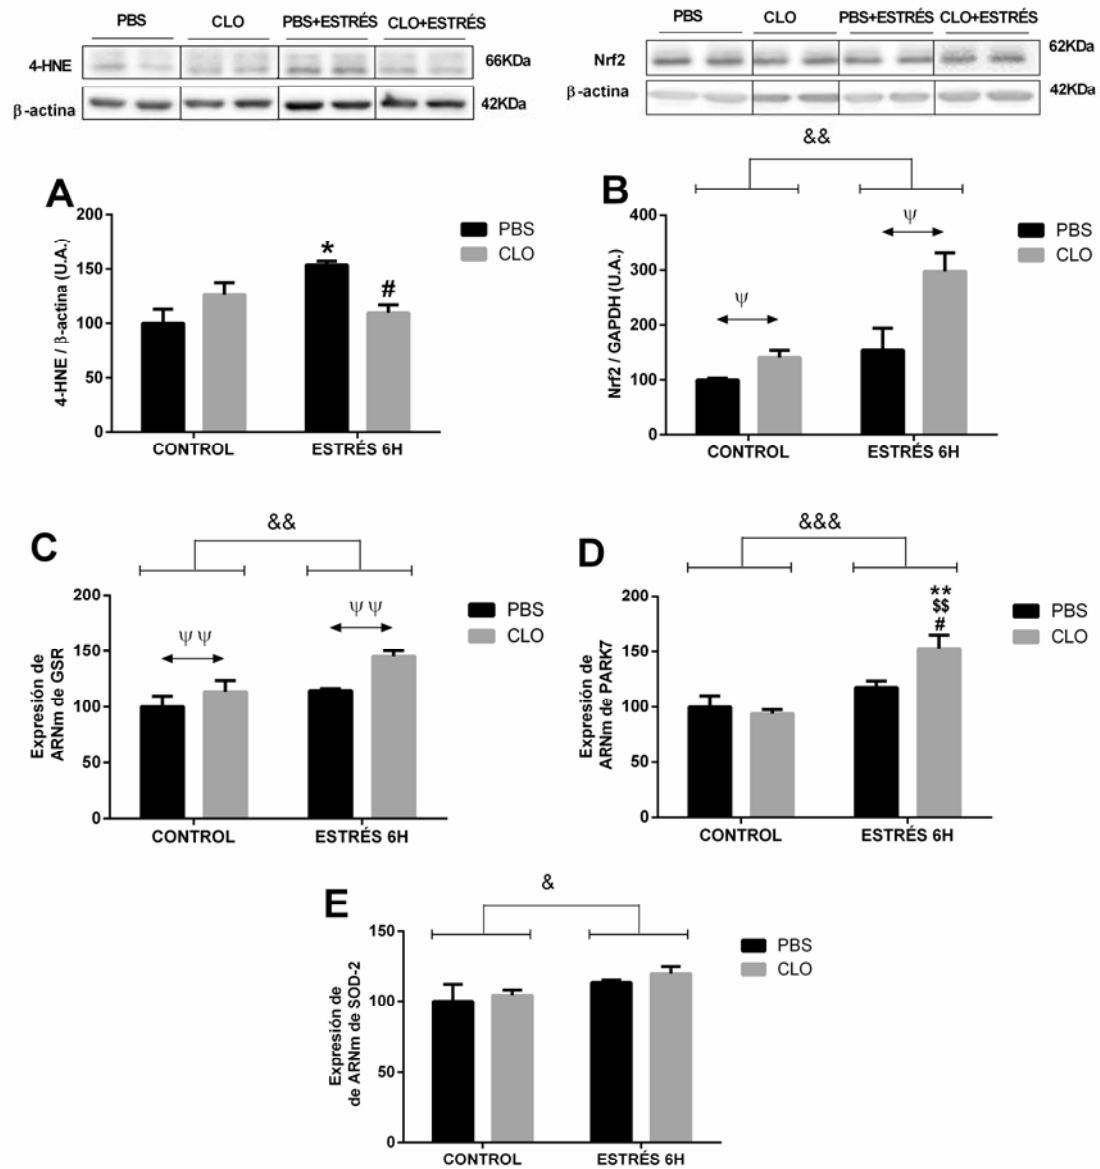 PBS CLO PBS+ESTRÉS CLO+ESTRÉS
4-HNE 66KDa
β-actina 42KDa
PBS CLO PBS+ESTRÉS CLO+ESTRÉS
Nrf2 62KDa
β-actina 42KDa
A
4-HNE / β-actina (U.A.)
200
150
100
50
0
*
#
CONTROL ESTRÉS 6H
PBS
CLO
B
&&
Nrf2 / GAPDH (U.A.)
400
300
200
100
0
ψ
ψ
CONTROL ESTRÉS 6H
PBS
CLO
C
&&
Expresión de
ARNm de GSR
200
150
100
50
0
ψ ψ
ψ ψ
CONTROL ESTRÉS 6H
PBS
CLO
D
&&&
Expresión de
ARNm de PARK7
200
150
100
50
0
**
$$
#
CONTROL ESTRÉS 6H
PBS
CLO
E
&
Expresión de
de ARNm de SOD-2
150
100
50
0
CONTROL ESTRÉS 6H
PBS
CLO